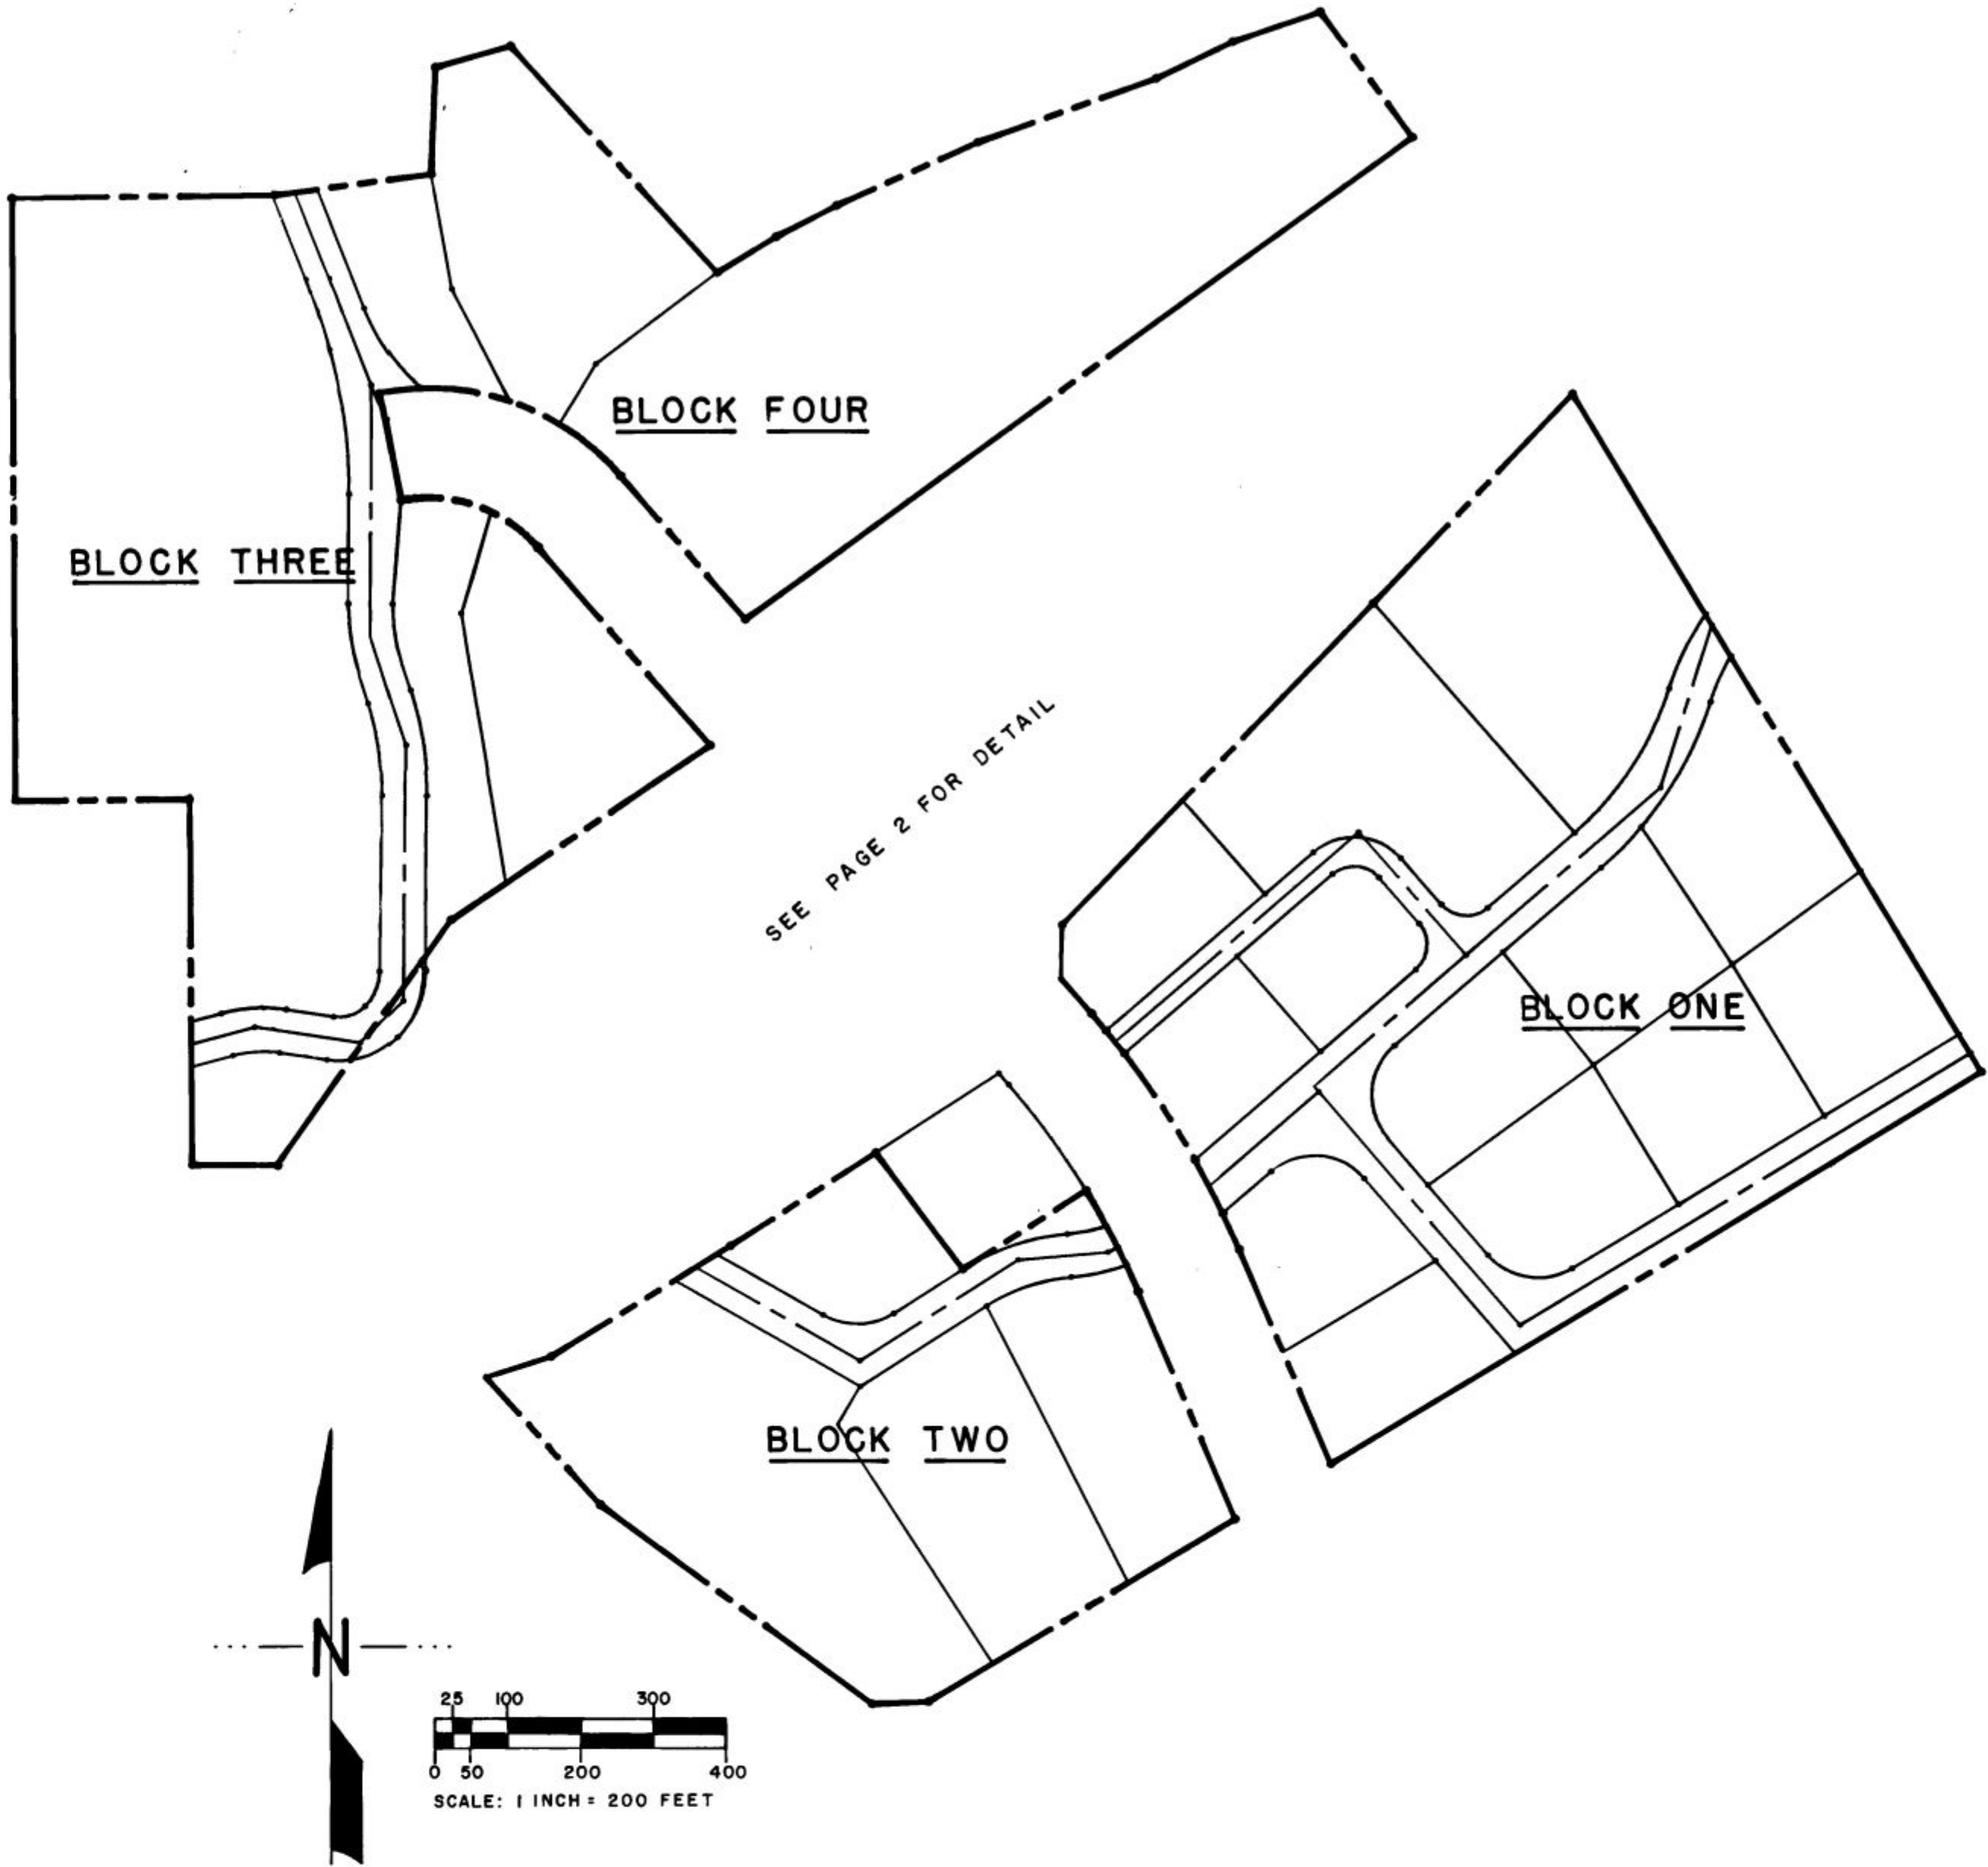 BLOCK FOUR
BLOCK THREE
SEE PAGE 2 FOR DETAIL
BLOCK ONE
BLOCK TWO
N
25 100 300
0 50 200 400
SCALE: 1 INCH = 200 FEET